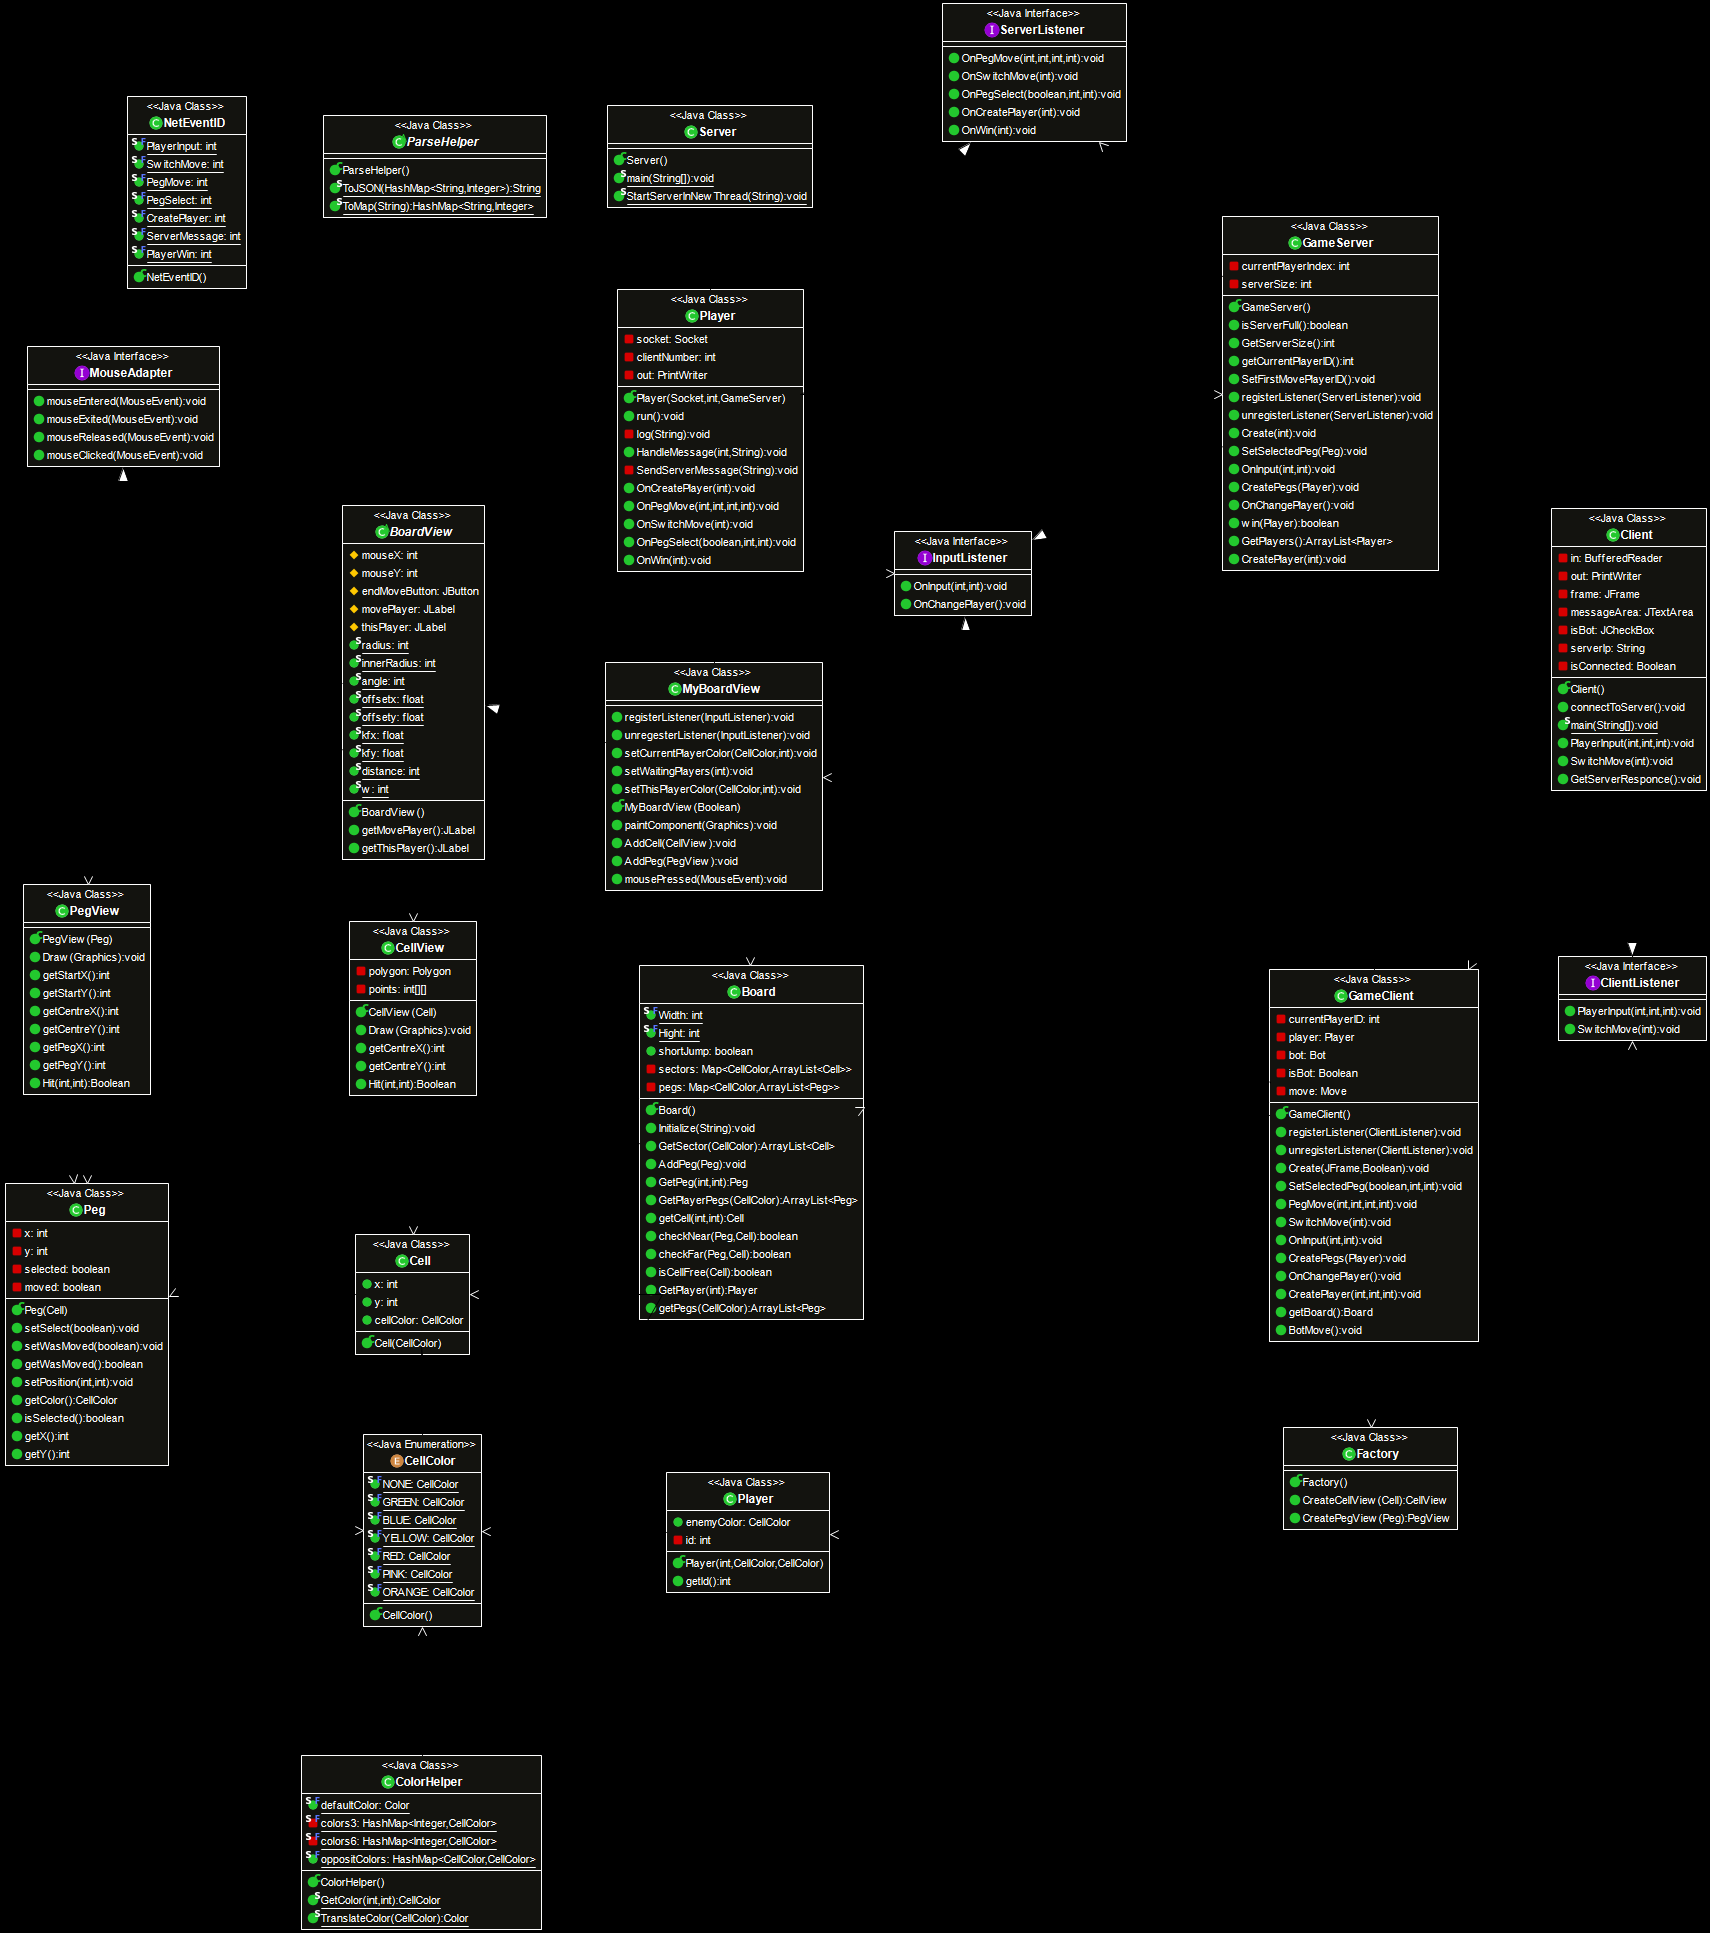 <<Java Interface>>
ServerListener
OnPegMove(int,int,int,int):void
OnSwitchMove(int):void
OnPegSelect(boolean,int,int):void
OnCreatePlayer(int):void
OnWin(int):void
<<Java Class>>
NetEventID
PlayerInput: int
SwitchMove: int
PegMove: int
PegSelect: int
CreatePlayer: int
ServerMessage: int
PlayerWin: int
NetEventID()
<<Java Class>>
ParseHelper
ParseHelper()
ToJSON(HashMap<String,Integer>):String
ToMap(String):HashMap<String,Integer>
<<Java Class>>
Server
Server()
main(String[]):void
StartServerInNewThread(String):void
<<Java Class>>
GameServer
currentPlayerIndex: int
serverSize: int
GameServer()
isServerFull():boolean
GetServerSize():int
getCurrentPlayerID():int
SetFirstMovePlayerID():void
registerListener(ServerListener):void
unregisterListener(ServerListener):void
Create(int):void
SetSelectedPeg(Peg):void
OnInput(int,int):void
CreatePegs(Player):void
OnChangePlayer():void
win(Player):boolean
GetPlayers():ArrayList<Player>
CreatePlayer(int):void
<<Java Class>>
Player
socket: Socket
clientNumber: int
out: PrintWriter
Player(Socket,int,GameServer)
run():void
log(String):void
HandleMessage(int,String):void
SendServerMessage(String):void
OnCreatePlayer(int):void
OnPegMove(int,int,int,int):void
OnSwitchMove(int):void
OnPegSelect(boolean,int,int):void
OnWin(int):void
<<Java Interface>>
MouseAdapter
mouseEntered(MouseEvent):void
mouseExited(MouseEvent):void
mouseReleased(MouseEvent):void
mouseClicked(MouseEvent):void
<<Java Class>>
BoardView
mouseX: int
mouseY: int
endMoveButton: JButton
movePlayer: JLabel
thisPlayer: JLabel
radius: int
innerRadius: int
angle: int
offsetx: float
offsety: float
kfx: float
kfy: float
distance: int
w: int
BoardView()
getMovePlayer():JLabel
getThisPlayer():JLabel
<<Java Interface>>
InputListener
OnInput(int,int):void
OnChangePlayer():void
<<Java Class>>
Client
in: BufferedReader
out: PrintWriter
frame: JFrame
messageArea: JTextArea
isBot: JCheckBox
serverIp: String
isConnected: Boolean
Client()
connectToServer():void
main(String[]):void
PlayerInput(int,int,int):void
SwitchMove(int):void
GetServerResponce():void
<<Java Class>>
MyBoardView
registerListener(InputListener):void
unregesterListener(InputListener):void
setCurrentPlayerColor(CellColor,int):void
setWaitingPlayers(int):void
setThisPlayerColor(CellColor,int):void
MyBoardView(Boolean)
paintComponent(Graphics):void
AddCell(CellView):void
AddPeg(PegView):void
mousePressed(MouseEvent):void
<<Java Class>>
PegView
PegView(Peg)
Draw(Graphics):void
getStartX():int
getStartY():int
getCentreX():int
getCentreY():int
getPegX():int
getPegY():int
Hit(int,int):Boolean
<<Java Class>>
CellView
polygon: Polygon
points: int[][]
CellView(Cell)
Draw(Graphics):void
getCentreX():int
getCentreY():int
Hit(int,int):Boolean
<<Java Class>>
Board
Width: int
Hight: int
shortJump: boolean
sectors: Map<CellColor,ArrayList<Cell>>
pegs: Map<CellColor,ArrayList<Peg>>
Board()
Initialize(String):void
GetSector(CellColor):ArrayList<Cell>
AddPeg(Peg):void
GetPeg(int,int):Peg
GetPlayerPegs(CellColor):ArrayList<Peg>
getCell(int,int):Cell
checkNear(Peg,Cell):boolean
checkFar(Peg,Cell):boolean
isCellFree(Cell):boolean
GetPlayer(int):Player
getPegs(CellColor):ArrayList<Peg>
<<Java Class>>
GameClient
currentPlayerID: int
player: Player
bot: Bot
isBot: Boolean
move: Move
GameClient()
registerListener(ClientListener):void
unregisterListener(ClientListener):void
Create(JFrame,Boolean):void
SetSelectedPeg(boolean,int,int):void
PegMove(int,int,int,int):void
SwitchMove(int):void
OnInput(int,int):void
CreatePegs(Player):void
OnChangePlayer():void
CreatePlayer(int,int,int):void
getBoard():Board
BotMove():void
<<Java Interface>>
ClientListener
PlayerInput(int,int,int):void
SwitchMove(int):void
<<Java Class>>
Peg
x: int
y: int
selected: boolean
moved: boolean
Peg(Cell)
setSelect(boolean):void
setWasMoved(boolean):void
getWasMoved():boolean
setPosition(int,int):void
getColor():CellColor
isSelected():boolean
getX():int
getY():int
<<Java Class>>
Cell
x: int
y: int
cellColor: CellColor
Cell(CellColor)
<<Java Enumeration>>
CellColor
NONE: CellColor
GREEN: CellColor
BLUE: CellColor
YELLOW: CellColor
RED: CellColor
PINK: CellColor
ORANGE: CellColor
CellColor()
<<Java Class>>
Player
enemyColor: CellColor
id: int
Player(int,CellColor,CellColor)
getId():int
<<Java Class>>
Factory
Factory()
CreateCellView(Cell):CellView
CreatePegView(Peg):PegView
<<Java Class>>
ColorHelper
defaultColor: Color
colors3: HashMap<Integer,CellColor>
colors6: HashMap<Integer,CellColor>
oppositColors: HashMap<CellColor,CellColor>
ColorHelper()
GetColor(int,int):CellColor
TranslateColor(CellColor):Color